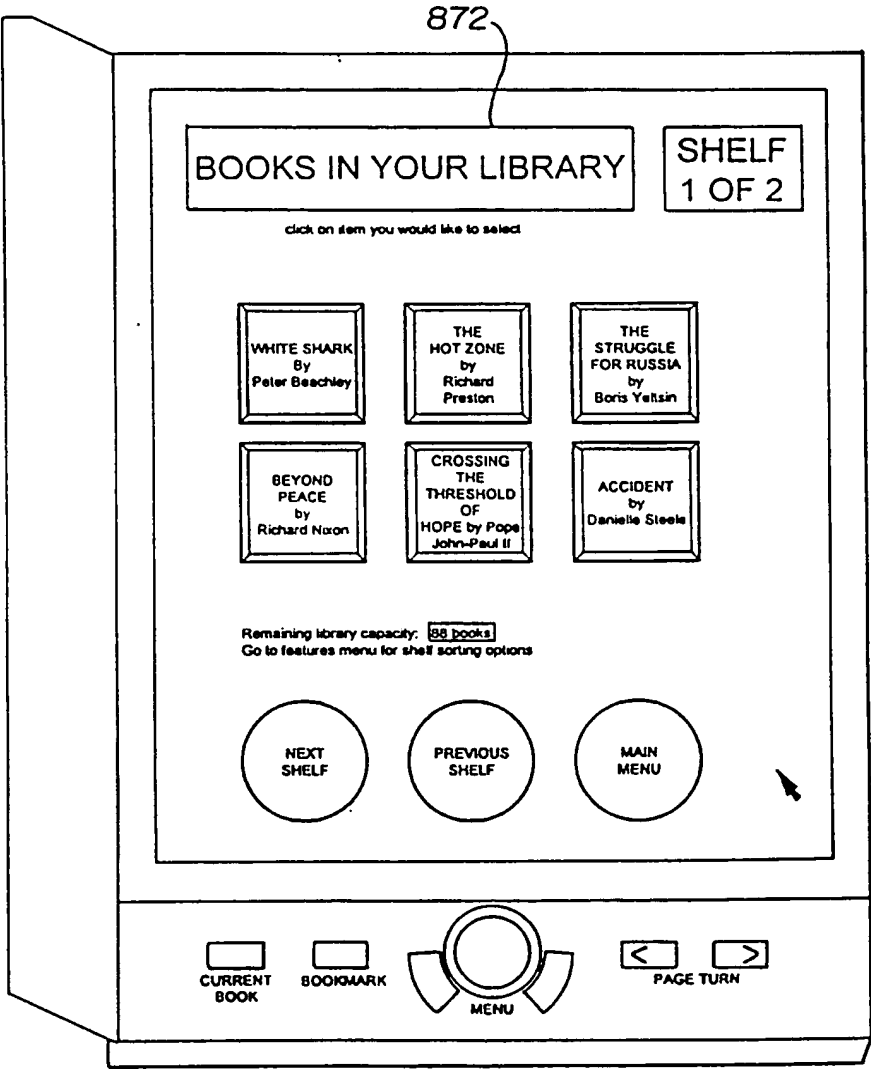 872
BOOKS IN YOUR LIBRARY
SHELF
1 OF 2
click on item you would like to select
WHITE SHARK
By
Peter Beachley
THE
HOT ZONE
by
Richard
Preston
THE
STRUGGLE
FOR RUSSIA
by
Boris Yeltsin
BEYOND
PEACE
by
Richard Nixon
CROSSING
THE
THRESHOLD
OF
HOPE by Pope
John-Paul II
ACCIDENT
by
Danielle Steele
Remaining library capacity: 88 books
Go to features menu for shelf sorting options
NEXT
SHELF
PREVIOUS
SHELF
MAIN
MENU
CURRENT
BOOK
BOOKMARK
MENU
< >
PAGE TURN